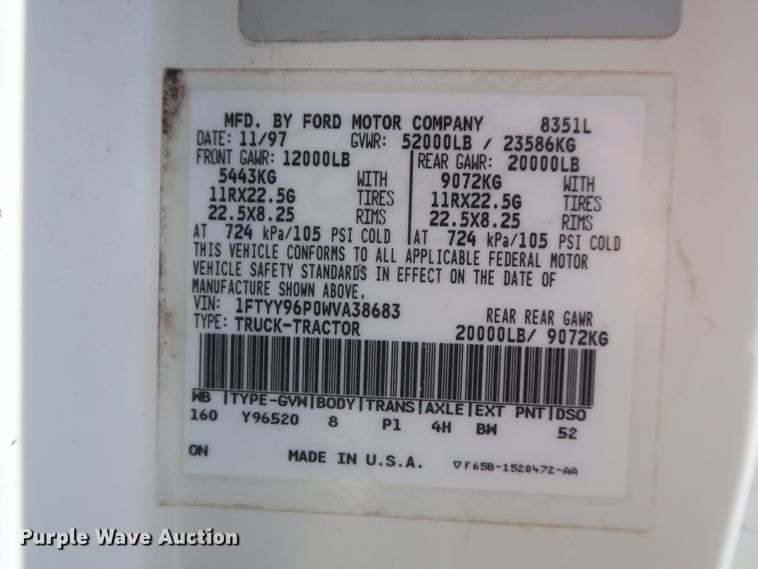 MFD. BY FORD MOTOR COMPANY 8351L
DATE: 11/97 GVWR: 52000LB / 23586KG
FRONT GAWR: 12000LB REAR GAWR: 20000LB
5443KG WITH 9072KG WITH
11RX22.5G TIRES 11RX22.5G TIRES
22.5X8.25 RIMS 22.5X8.25 RIMS
AT 724 kPa/105 PSI COLD AT 724 kPa/105 PSI COLD
THIS VEHICLE CONFORMS TO ALL APPLICABLE FEDERAL MOTOR
VEHICLE SAFETY STANDARDS IN EFFECT ON THE DATE OF
MANUFACTURE SHOWN ABOVE.
VIN: 1FTYY96P0WVA38683 REAR REAR GAWR
TYPE: TRUCK-TRACTOR 20000LB/ 9072KG
WB |TYPE-GVW|BODY|TRANS|AXLE|EXT PNT|DSO
160 Y96520 8 P1 4H BW 52
ON MADE IN U.S.A. ▽F65B-1520472-AA
Purple Wave Auction